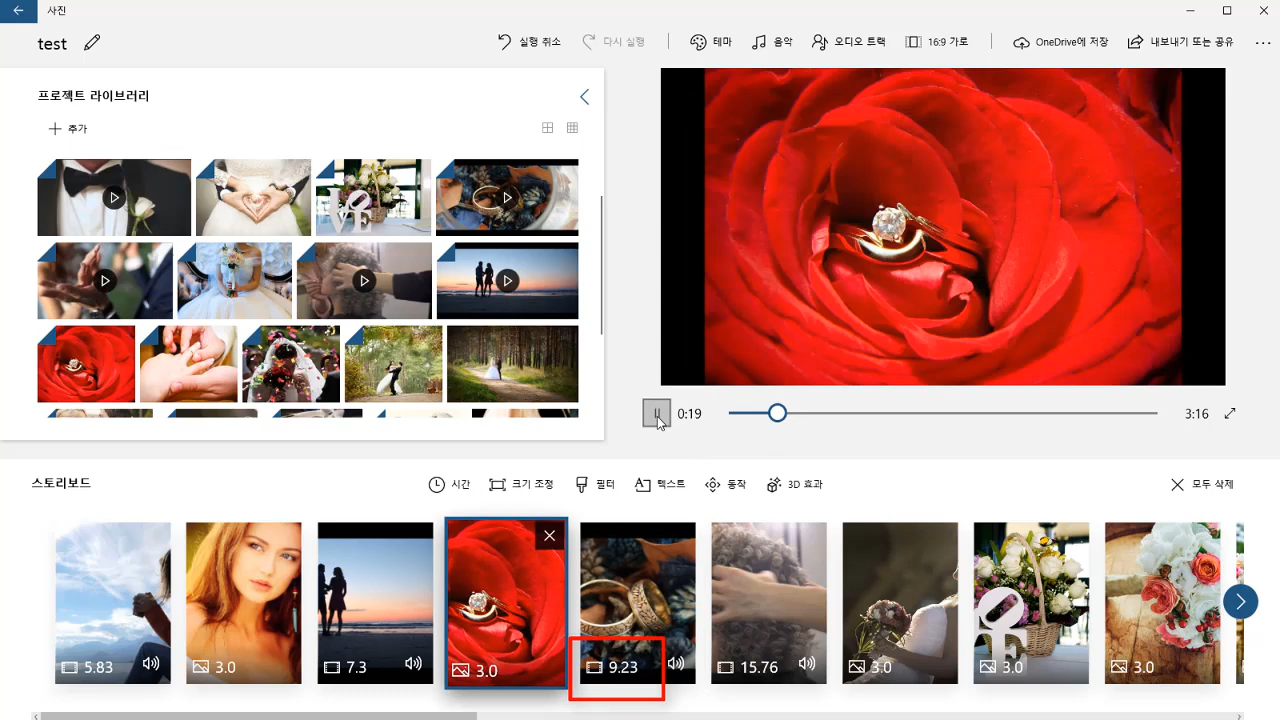 사진
test
실행 취소
다시 실행
테마
음악
오디오 트랙
16:9 가로
OneDrive에 저장
내보내기 또는 공유
프로젝트 라이브러리
추가
0:19
3:16
스토리보드
시간
크기 조정
필터
텍스트
동작
3D 효과
모두 삭제
5.83
3.0
7.3
3.0
9.23
15.76
3.0
3.0
3.0